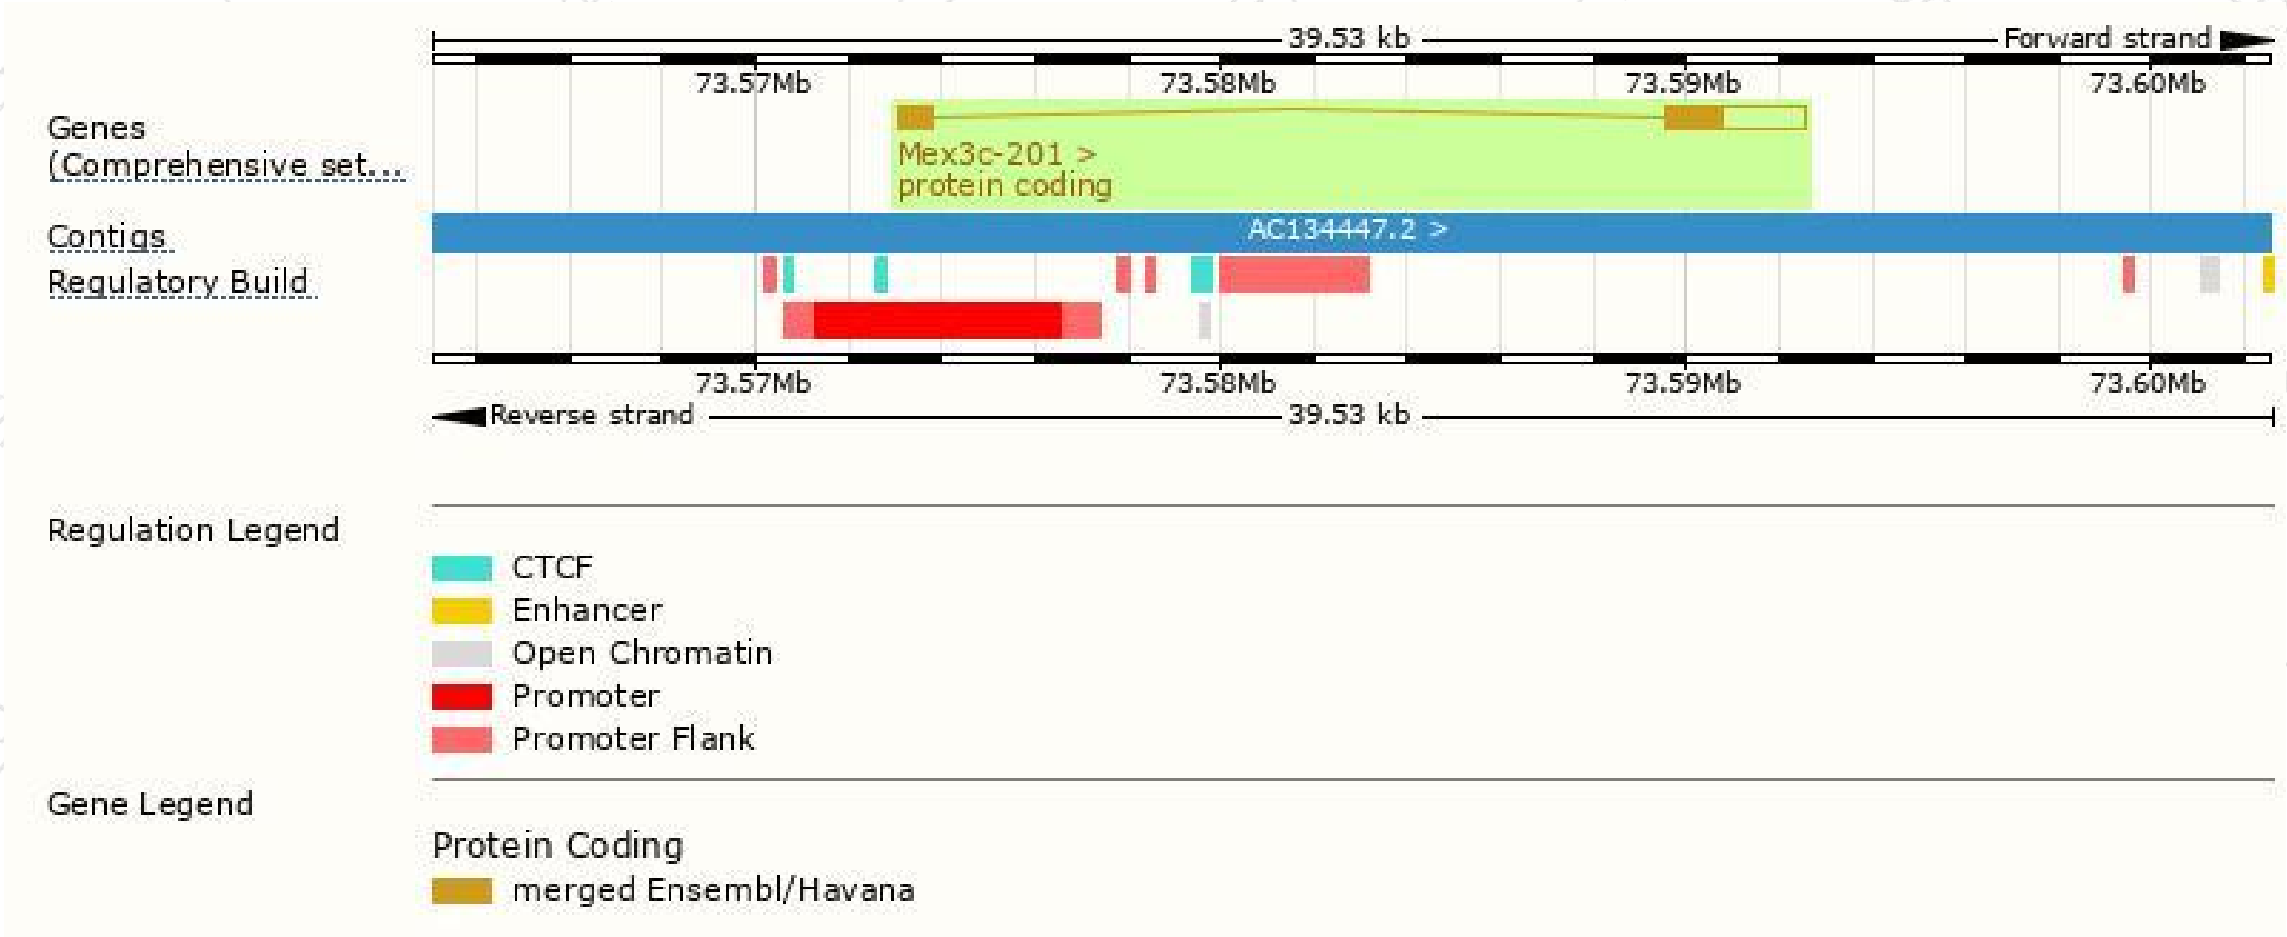 39.53 kb
Forward strand
73.57Mb 73.58Mb 73.59Mb 73.60Mb
Genes
(Comprehensive set...
Mex3c-201 >
protein coding
Contigs
AC134447.2 >
Regulatory Build
73.57Mb 73.58Mb 73.59Mb 73.60Mb
Reverse strand
39.53 kb
Regulation Legend
CTCF
Enhancer
Open Chromatin
Promoter
Promoter Flank
Gene Legend
Protein Coding
merged Ensembl/Havana